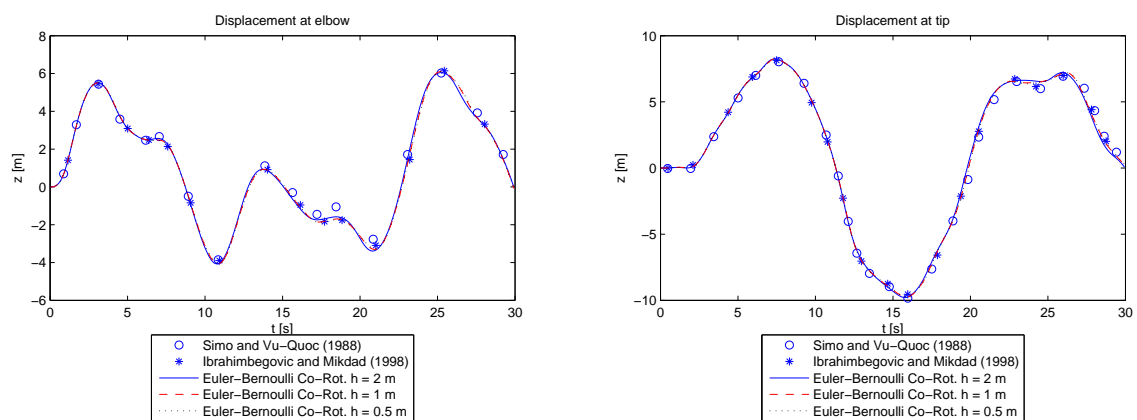 Displacement at elbow
8
6
4
2
0
−2
−4
−6
z [m]
0 5 10 15 20 25 30
t [s]
Simo and Vu−Quoc (1988)
Ibrahimbegovic and Mikdad (1998)
Euler−Bernoulli Co−Rot. h = 2 m
Euler−Bernoulli Co−Rot. h = 1 m
Euler−Bernoulli Co−Rot. h = 0.5 m
Displacement at tip
10
5
0
−5
−10
z [m]
0 5 10 15 20 25 30
t [s]
Simo and Vu−Quoc (1988)
Ibrahimbegovic and Mikdad (1998)
Euler−Bernoulli Co−Rot. h = 2 m
Euler−Bernoulli Co−Rot. h = 1 m
Euler−Bernoulli Co−Rot. h = 0.5 m